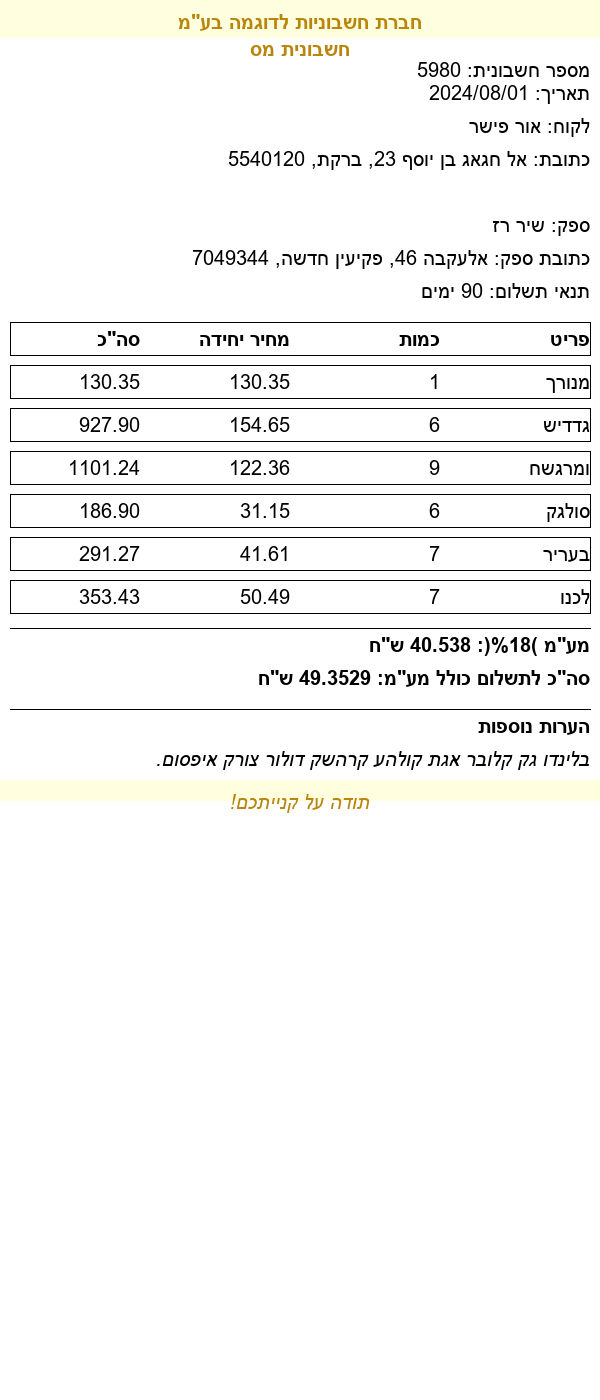 חברת חשבוניות לדוגמה בע"מ
חשבונית מס
מספר חשבונית: 5980
תאריך: 2024/08/01
לקוח: אור פישר
כתובת: אל חגאג בן יוסף 23, ברקת, 5540120
ספק: שיר רז
כתובת ספק: אלעקבה 46, פקיעין חדשה, 7049344
תנאי תשלום: 90 ימים
פריט כמות מחיר יחידה סה"כ
מנורך 1 130.35 130.35
גדדיש 6 154.65 927.90
ומרגשח 9 122.36 1101.24
סולגק 6 31.15 186.90
בעריר 7 41.61 291.27
לכנו 7 50.49 353.43
מע"מ )18%(: 40.538 ש"ח
סה"כ לתשלום כולל מע"מ: 49.3529 ש"ח
הערות נוספות
בלינדו גק קלובר אגת קולהע קרהשק דולור צורק איפסום.
תודה על קנייתכם!